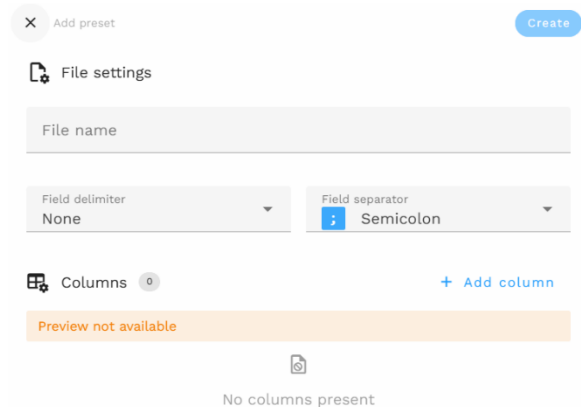 Add preset
Create
File settings
File name
Field delimiter
None
Field separator
; Semicolon
Columns 0
+ Add column
Preview not available
No columns present